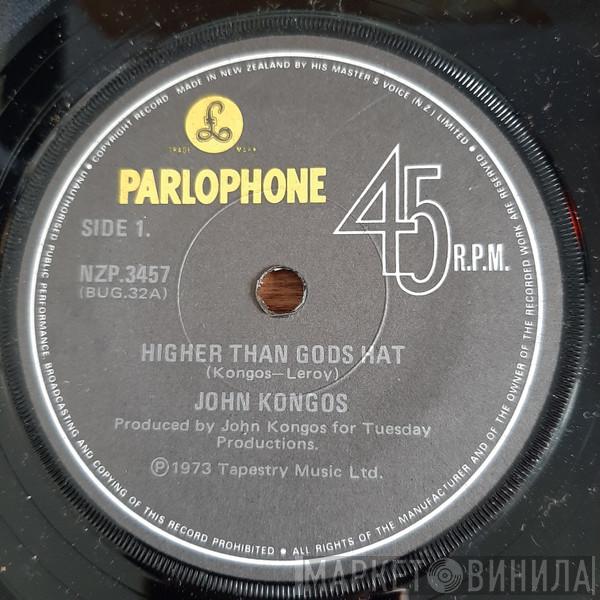 COPYRIGHT RECORD • MADE IN NEW ZEALAND BY HIS MASTER'S VOICE (N.Z.) LIMITED •
ALL RIGHTS OF THE MANUFACTURER AND OF THE OWNER OF THE RECORDED WORK ARE RESERVED •
UNAUTHORISED PUBLIC PERFORMANCE, BROADCASTING AND COPYING OF THIS RECORD PROHIBITED •
£
TRADE MARK
PARLOPHONE
45
R.P.M.
SIDE 1.
NZP.3457
(BUG.32A)
HIGHER THAN GODS HAT
(Kongos—Leroy)
JOHN KONGOS
Produced by John Kongos for Tuesday
Productions.
℗1973 Tapestry Music Ltd.
МАРКЕТ ВИНИЛА